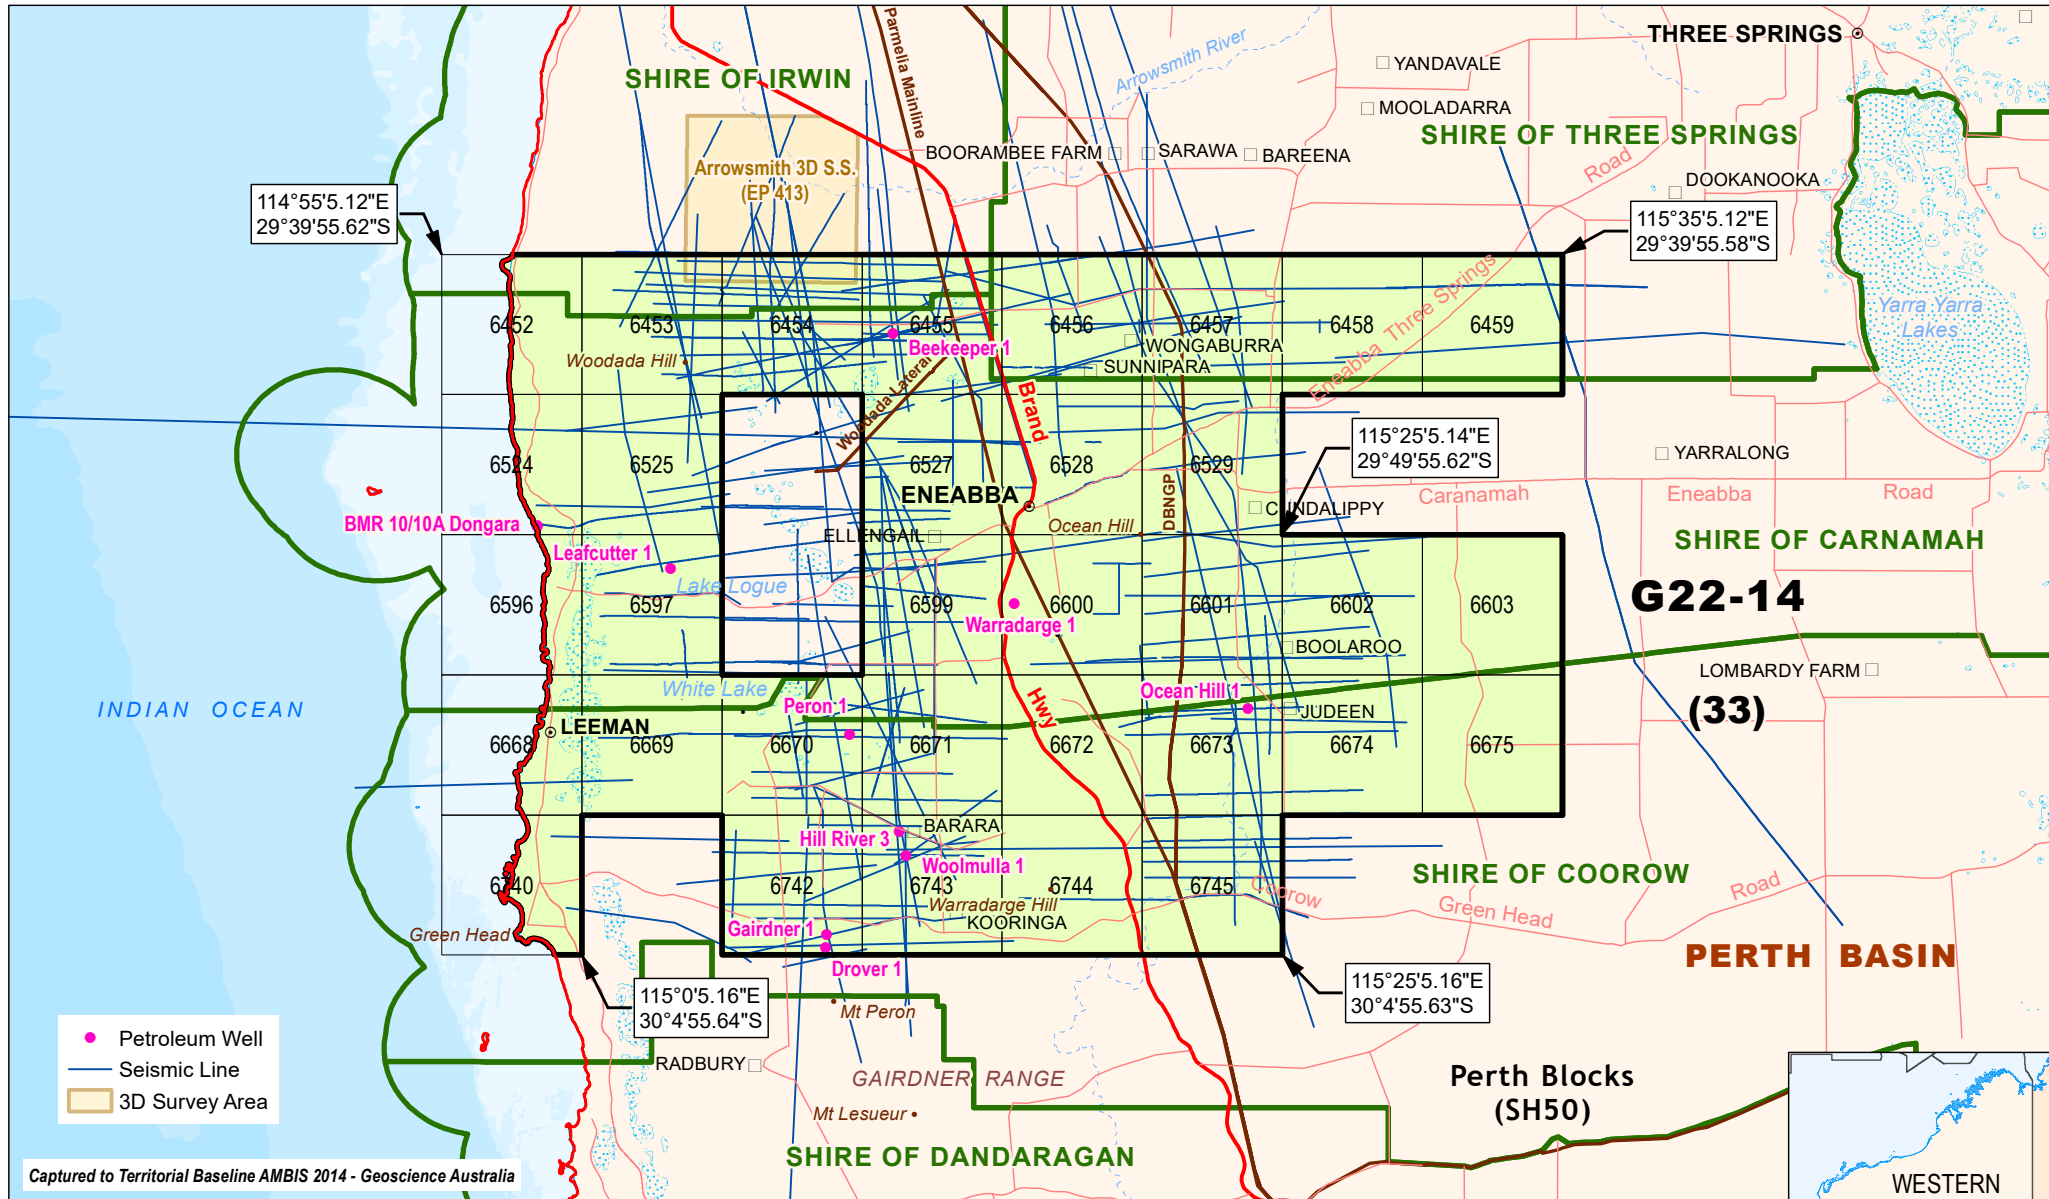 THREE SPRINGS
YANDAVALE
MOOLADARRA
SHIRE OF IRWIN
Parmelia Mainline
Arrowsmith River
SHIRE OF THREE SPRINGS
BOORAMBEE FARM
SARAWA
BAREENA
Road
DOOKANOOKA
Arrowsmith 3D S.S.
(EP 413)
114°55'5.12"E
29°39'55.62"S
115°35'5.12"E
29°39'55.58"S
Yarra Yarra
Lakes
6452
6453
6454
6455
6456
6457
6458
6459
Beekeeper 1
WONGABURRA
Woodada Hill
SUNNIPARA
Eneabba Three Springs
Woodada Lateral
Brand
115°25'5.14"E
29°49'55.62"S
YARRALONG
6524
6525
6527
6528
6529
ENEABBA
Caranamah
Eneabba
Road
DBNGP
CUNDALIPPY
BMR 10/10A Dongara
Ocean Hill
ELLENGAIL
SHIRE OF CARNAMAH
Leafcutter 1
Lake Logue
G22-14
6596
6597
6599
6600
6601
6602
6603
Warradarge 1
BOOLAROO
LOMBARDY FARM
White Lake
Ocean Hill 1
Peron 1
Hwy
JUDEEN
(33)
INDIAN OCEAN
LEEMAN
6668
6669
6670
6671
6672
6673
6674
6675
BARARA
Hill River 3
Woolmulla 1
SHIRE OF COOROW
6740
6742
6743
6744
6745
Coorow
Green Head
Road
Warradarge Hill
KOORINGA
Gairdner 1
Green Head
Drover 1
PERTH BASIN
115°0'5.16"E
30°4'55.64"S
115°25'5.16"E
30°4'55.63"S
Mt Peron
Petroleum Well
Seismic Line
3D Survey Area
RADBURY
GAIRDNER RANGE
Mt Lesueur
Perth Blocks
(SH50)
SHIRE OF DANDARAGAN
Captured to Territorial Baseline AMBIS 2014 - Geoscience Australia
WESTERN